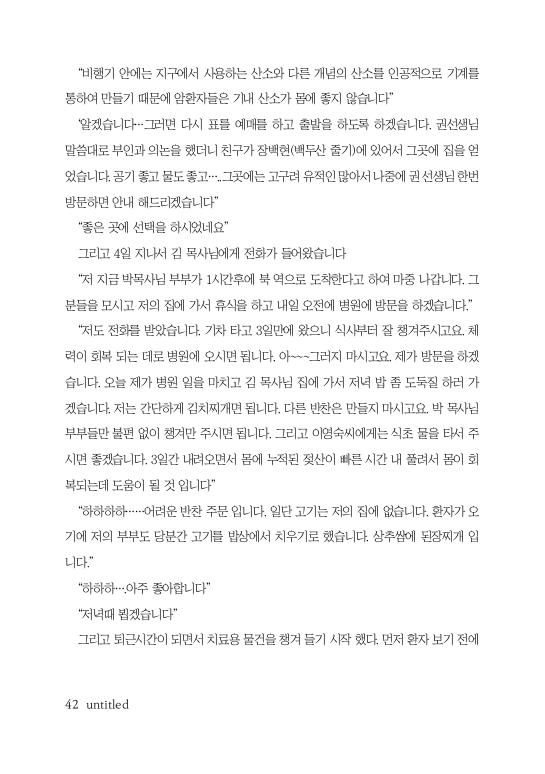 “비행기 안에는 지구에서 사용하는 산소와 다른 개념의 산소를 인공적으로 기계를
통하여 만들기 때문에 암환자들은 기내 산소가 몸에 좋지 않습니다”
‘알겠습니다…그러면 다시 표를 예매를 하고 출발을 하도록 하겠습니다. 권선생님
말씀대로 부인과 의논을 했더니 친구가 장백현(백두산 줄기)에 있어서 그곳에 집을 얻
었습니다. 공기 좋고 물도 좋고…..그곳에는 고구려 유적인 많아서 나중에 권 선생님 한번
방문하면 안내 해드리겠습니다”
“좋은 곳에 선택을 하시었네요”
그리고 4일 지나서 김 목사님에게 전화가 들어왔습니다
“저 지금 박목사님 부부가 1시간후에 북 역으로 도착한다고 하여 마중 나갑니다. 그
분들을 모시고 저의 집에 가서 휴식을 하고 내일 오전에 병원에 방문을 하겠습니다.”
“저도 전화를 받았습니다. 기차 타고 3일만에 왔으니 식사부터 잘 챙겨주시고요. 체
력이 회복 되는 데로 병원에 오시면 됩니다. 아~~~그러지 마시고요. 제가 방문을 하겠
습니다. 오늘 제가 병원 일을 마치고 김 목사님 집에 가서 저녁 밥 좀 도둑질 하러 가
겠습니다. 저는 간단하게 김치찌개면 됩니다. 다른 반찬은 만들지 마시고요. 박 목사님
부부들만 불편 없이 챙겨만 주시면 됩니다. 그리고 이영숙씨에게는 식초 물을 타서 주
시면 좋겠습니다. 3일간 내려오면서 몸에 누적된 젖산이 빠른 시간 내 풀려서 몸이 회
복되는데 도움이 될 것 입니다”
“하하하하……어려운 반찬 주문 입니다. 일단 고기는 저의 집에 없습니다. 환자가 오
기에 저의 부부도 당분간 고기를 밥상에서 치우기로 했습니다. 상추쌈에 된장찌개 입
니다.”
“하하하….아주 좋아합니다”
“저녁때 뵙겠습니다”
그리고 퇴근시간이 되면서 치료용 물건을 챙겨 들기 시작 했다. 먼저 환자 보기 전에
42 untitled